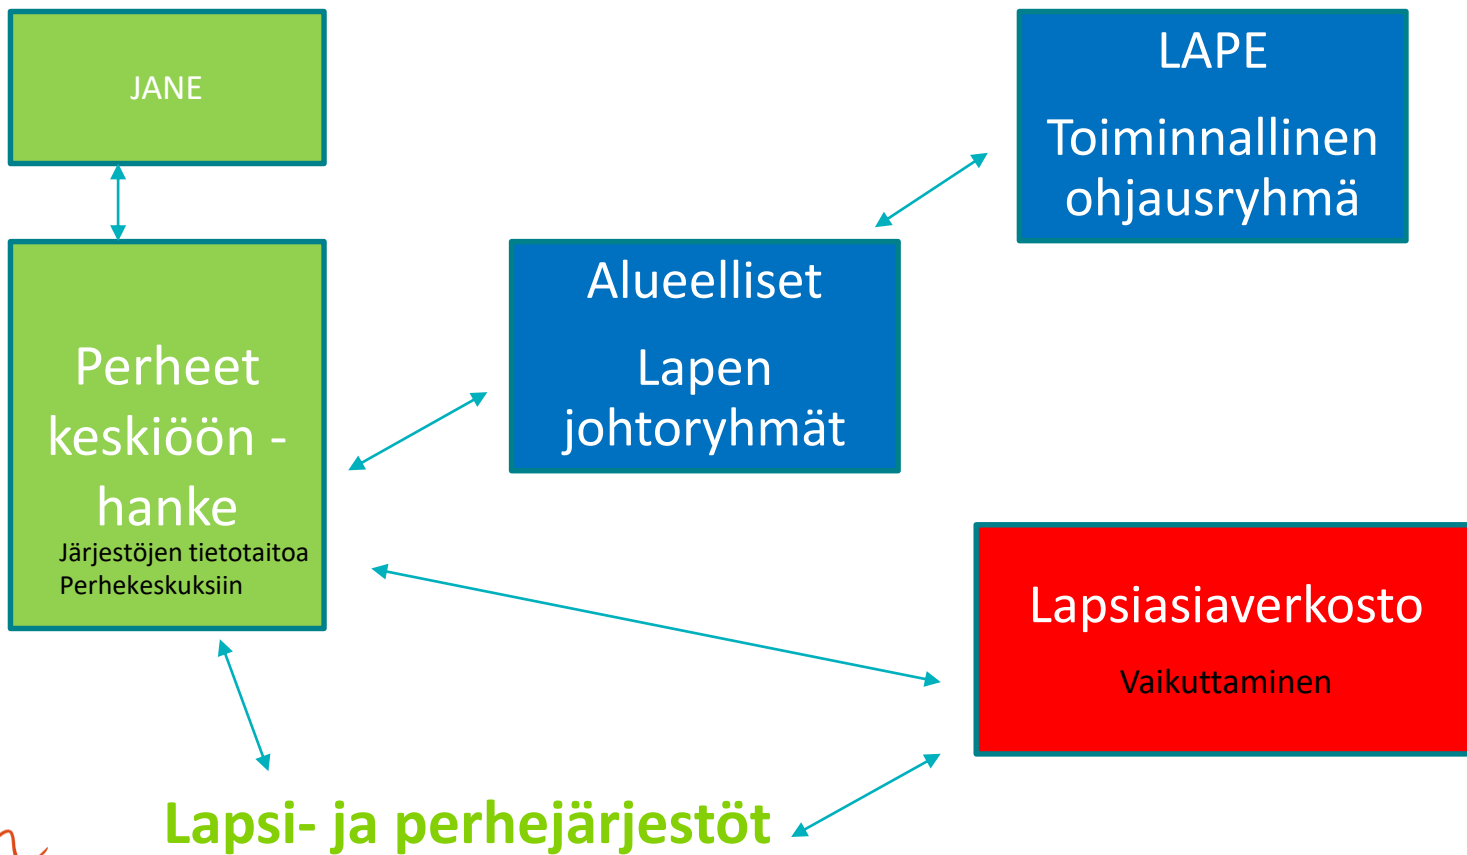 JANE
LAPE
Toiminnallinen
ohjausryhmä
Alueelliset
Lapen
johtoryhmät
Perheet
keskiöön -
hanke
Järjestöjen tietotaitoa
Perhekeskuksiin
Lapsiasiaverkosto
Vaikuttaminen
Lapsi- ja perhejärjestöt